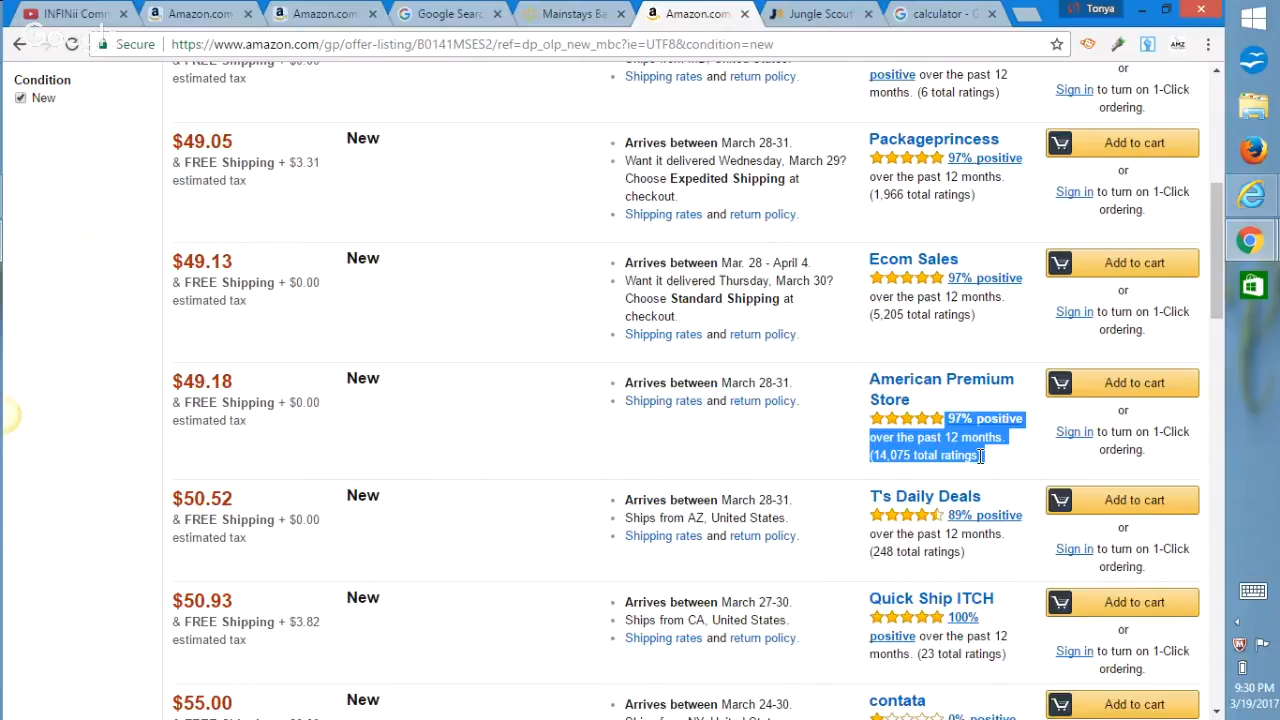 INFINii Comm
Amazon.com
Amazon.com
Google Search
Mainstays Ba
Amazon.com
Jungle Scout
calculator - G
Tonya
Secure
https://www.amazon.com/gp/offer-listing/B0141MSES2/ref=dp_olp_new_mbc?ie=UTF8&condition=new
AMZ
Condition
New
estimated tax
Shipping rates and return policy.
positive over the past 12
months. (6 total ratings)
or
Sign in to turn on 1-Click
ordering.
$49.05
& FREE Shipping + $3.31
estimated tax
New
Arrives between March 28-31.
Want it delivered Wednesday, March 29?
Choose Expedited Shipping at
checkout.
Shipping rates and return policy.
Packageprincess
97% positive
over the past 12 months.
(1,966 total ratings)
Add to cart
or
Sign in to turn on 1-Click
ordering.
$49.13
& FREE Shipping + $0.00
estimated tax
New
Arrives between Mar. 28 - April 4.
Want it delivered Thursday, March 30?
Choose Standard Shipping at
checkout.
Shipping rates and return policy.
Ecom Sales
97% positive
over the past 12 months.
(5,205 total ratings)
Add to cart
or
Sign in to turn on 1-Click
ordering.
$49.18
& FREE Shipping + $0.00
estimated tax
New
Arrives between March 28-31.
Shipping rates and return policy.
American Premium
Store
97% positive
over the past 12 months.
(14,075 total ratings)
Add to cart
or
Sign in to turn on 1-Click
ordering.
$50.52
& FREE Shipping + $0.00
estimated tax
New
Arrives between March 28-31.
Ships from AZ, United States.
Shipping rates and return policy.
T's Daily Deals
89% positive
over the past 12 months.
(248 total ratings)
Add to cart
or
Sign in to turn on 1-Click
ordering.
$50.93
& FREE Shipping + $3.82
estimated tax
New
Arrives between March 27-30.
Ships from CA, United States.
Shipping rates and return policy.
Quick Ship ITCH
100%
positive over the past 12
months. (23 total ratings)
Add to cart
or
Sign in to turn on 1-Click
ordering.
$55.00
New
Arrives between March 24-30.
contata
Add to cart
9:30 PM
3/19/2017